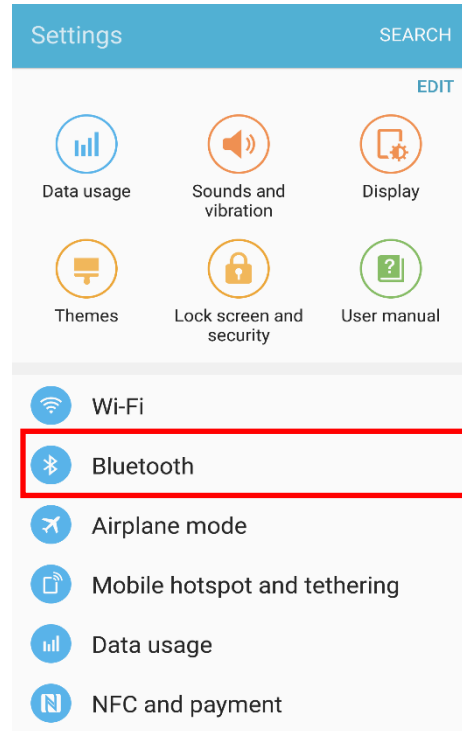 Settings SEARCH
EDIT
Data usage
Sounds and
vibration
Display
Themes
Lock screen and
security
User manual
Wi-Fi
Bluetooth
Airplane mode
Mobile hotspot and tethering
Data usage
NFC and payment